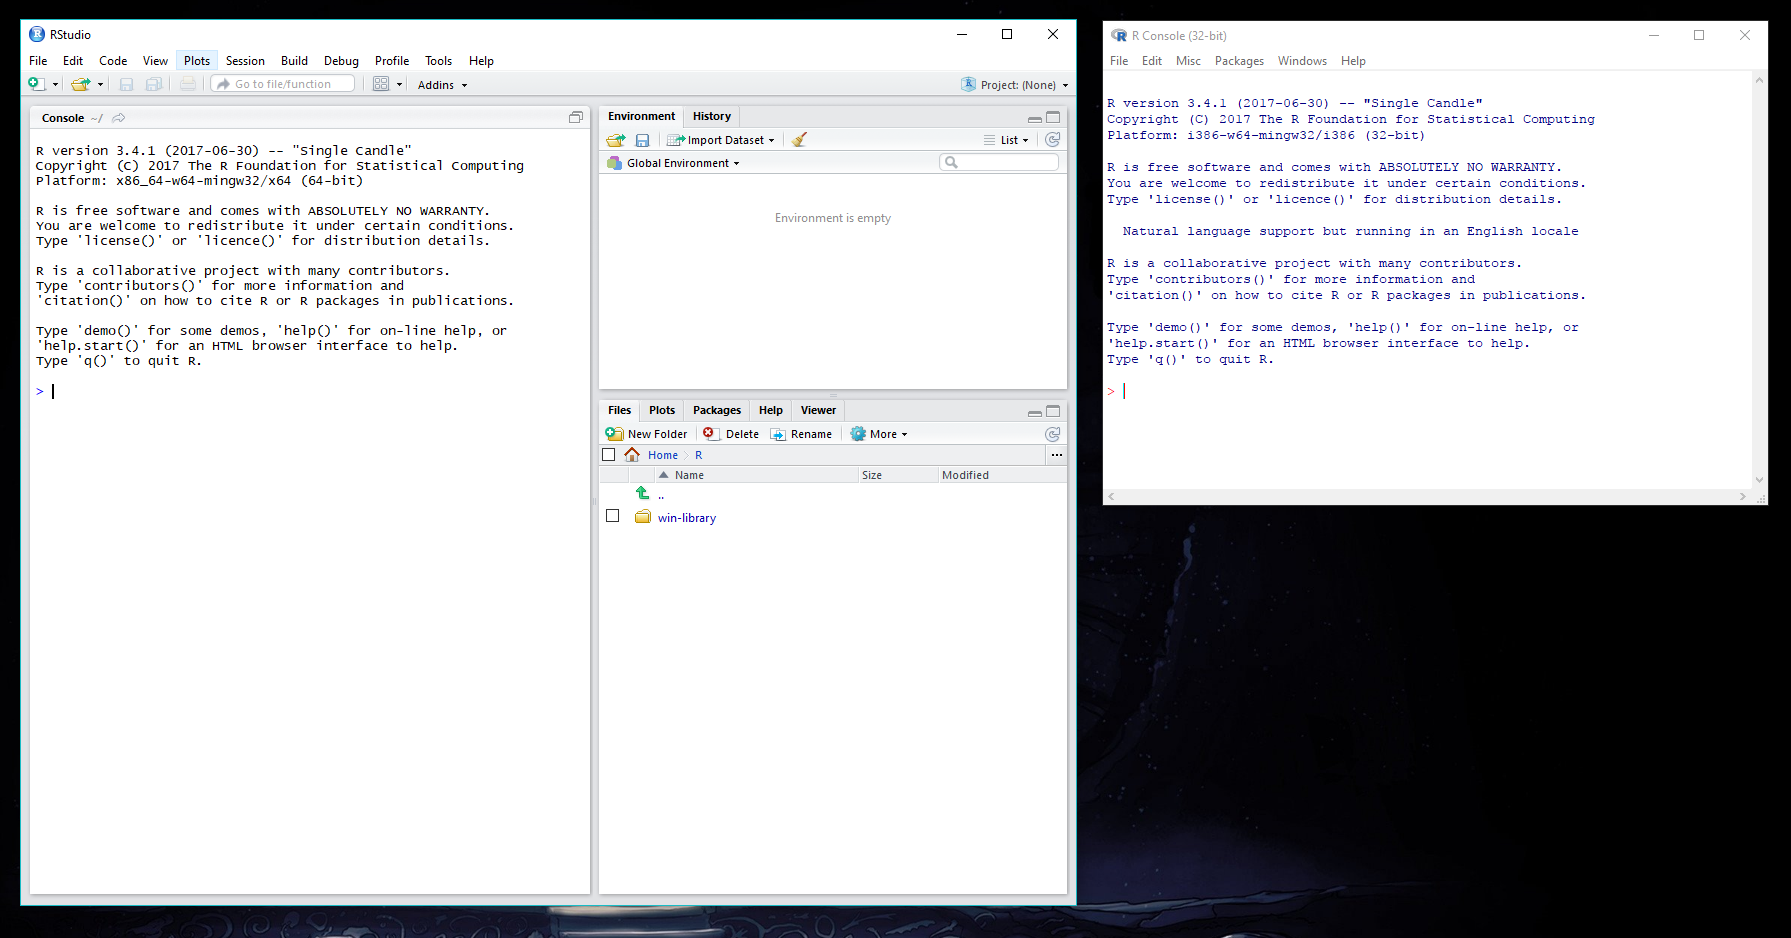 RStudio
File Edit Code View Plots Session Build Debug Profile Tools Help
Go to file/function Addins Project: (None)
Console ~/
R version 3.4.1 (2017-06-30) -- "Single Candle"
Copyright (C) 2017 The R Foundation for Statistical Computing
Platform: x86_64-w64-mingw32/x64 (64-bit)
R is free software and comes with ABSOLUTELY NO WARRANTY.
You are welcome to redistribute it under certain conditions.
Type 'license()' or 'licence()' for distribution details.
R is a collaborative project with many contributors.
Type 'contributors()' for more information and
'citation()' on how to cite R or R packages in publications.
Type 'demo()' for some demos, 'help()' for on-line help, or
'help.start()' for an HTML browser interface to help.
Type 'q()' to quit R.
>
Environment History
Import Dataset List
Global Environment
Environment is empty
Files Plots Packages Help Viewer
New Folder Delete Rename More
Home R ...
Name Size Modified
..
win-library
R Console (32-bit)
File Edit Misc Packages Windows Help
R version 3.4.1 (2017-06-30) -- "Single Candle"
Copyright (C) 2017 The R Foundation for Statistical Computing
Platform: i386-w64-mingw32/i386 (32-bit)
R is free software and comes with ABSOLUTELY NO WARRANTY.
You are welcome to redistribute it under certain conditions.
Type 'license()' or 'licence()' for distribution details.
Natural language support but running in an English locale
R is a collaborative project with many contributors.
Type 'contributors()' for more information and
'citation()' on how to cite R or R packages in publications.
Type 'demo()' for some demos, 'help()' for on-line help, or
'help.start()' for an HTML browser interface to help.
Type 'q()' to quit R.
>